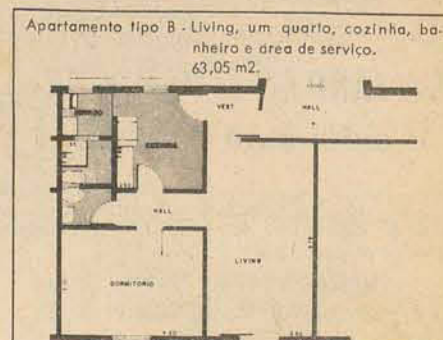 Apartamento tipo B - Living, um quarto, cozinha, ba-
nheiro e área de serviço.
63,05 m2.
VEST
HALL
COZINHA
HALL
LIVING
DORMITORIO